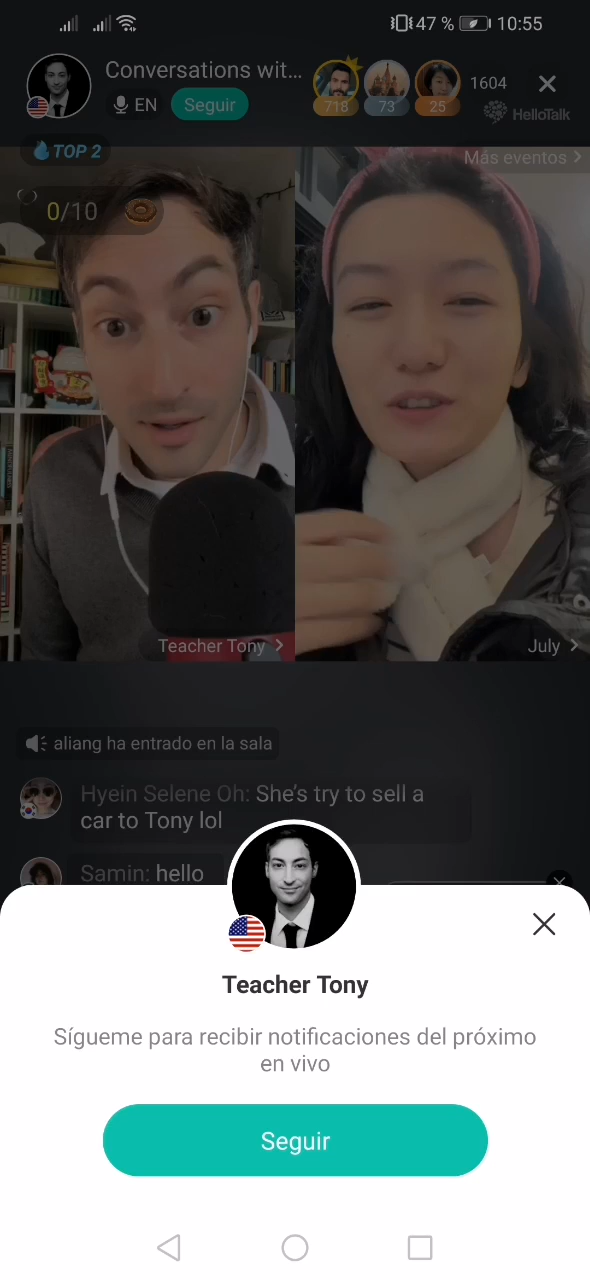 47 % 10:55
Conversations wit...
EN
Seguir
718
73
25
1604
HelloTalk
TOP 2
Más eventos
0/10
Teacher Tony
July
aliang ha entrado en la sala
Hyein Selene Oh: She's try to sell a
car to Tony lol
Samin: hello
Teacher Tony
Sígueme para recibir notificaciones del próximo
en vivo
Seguir